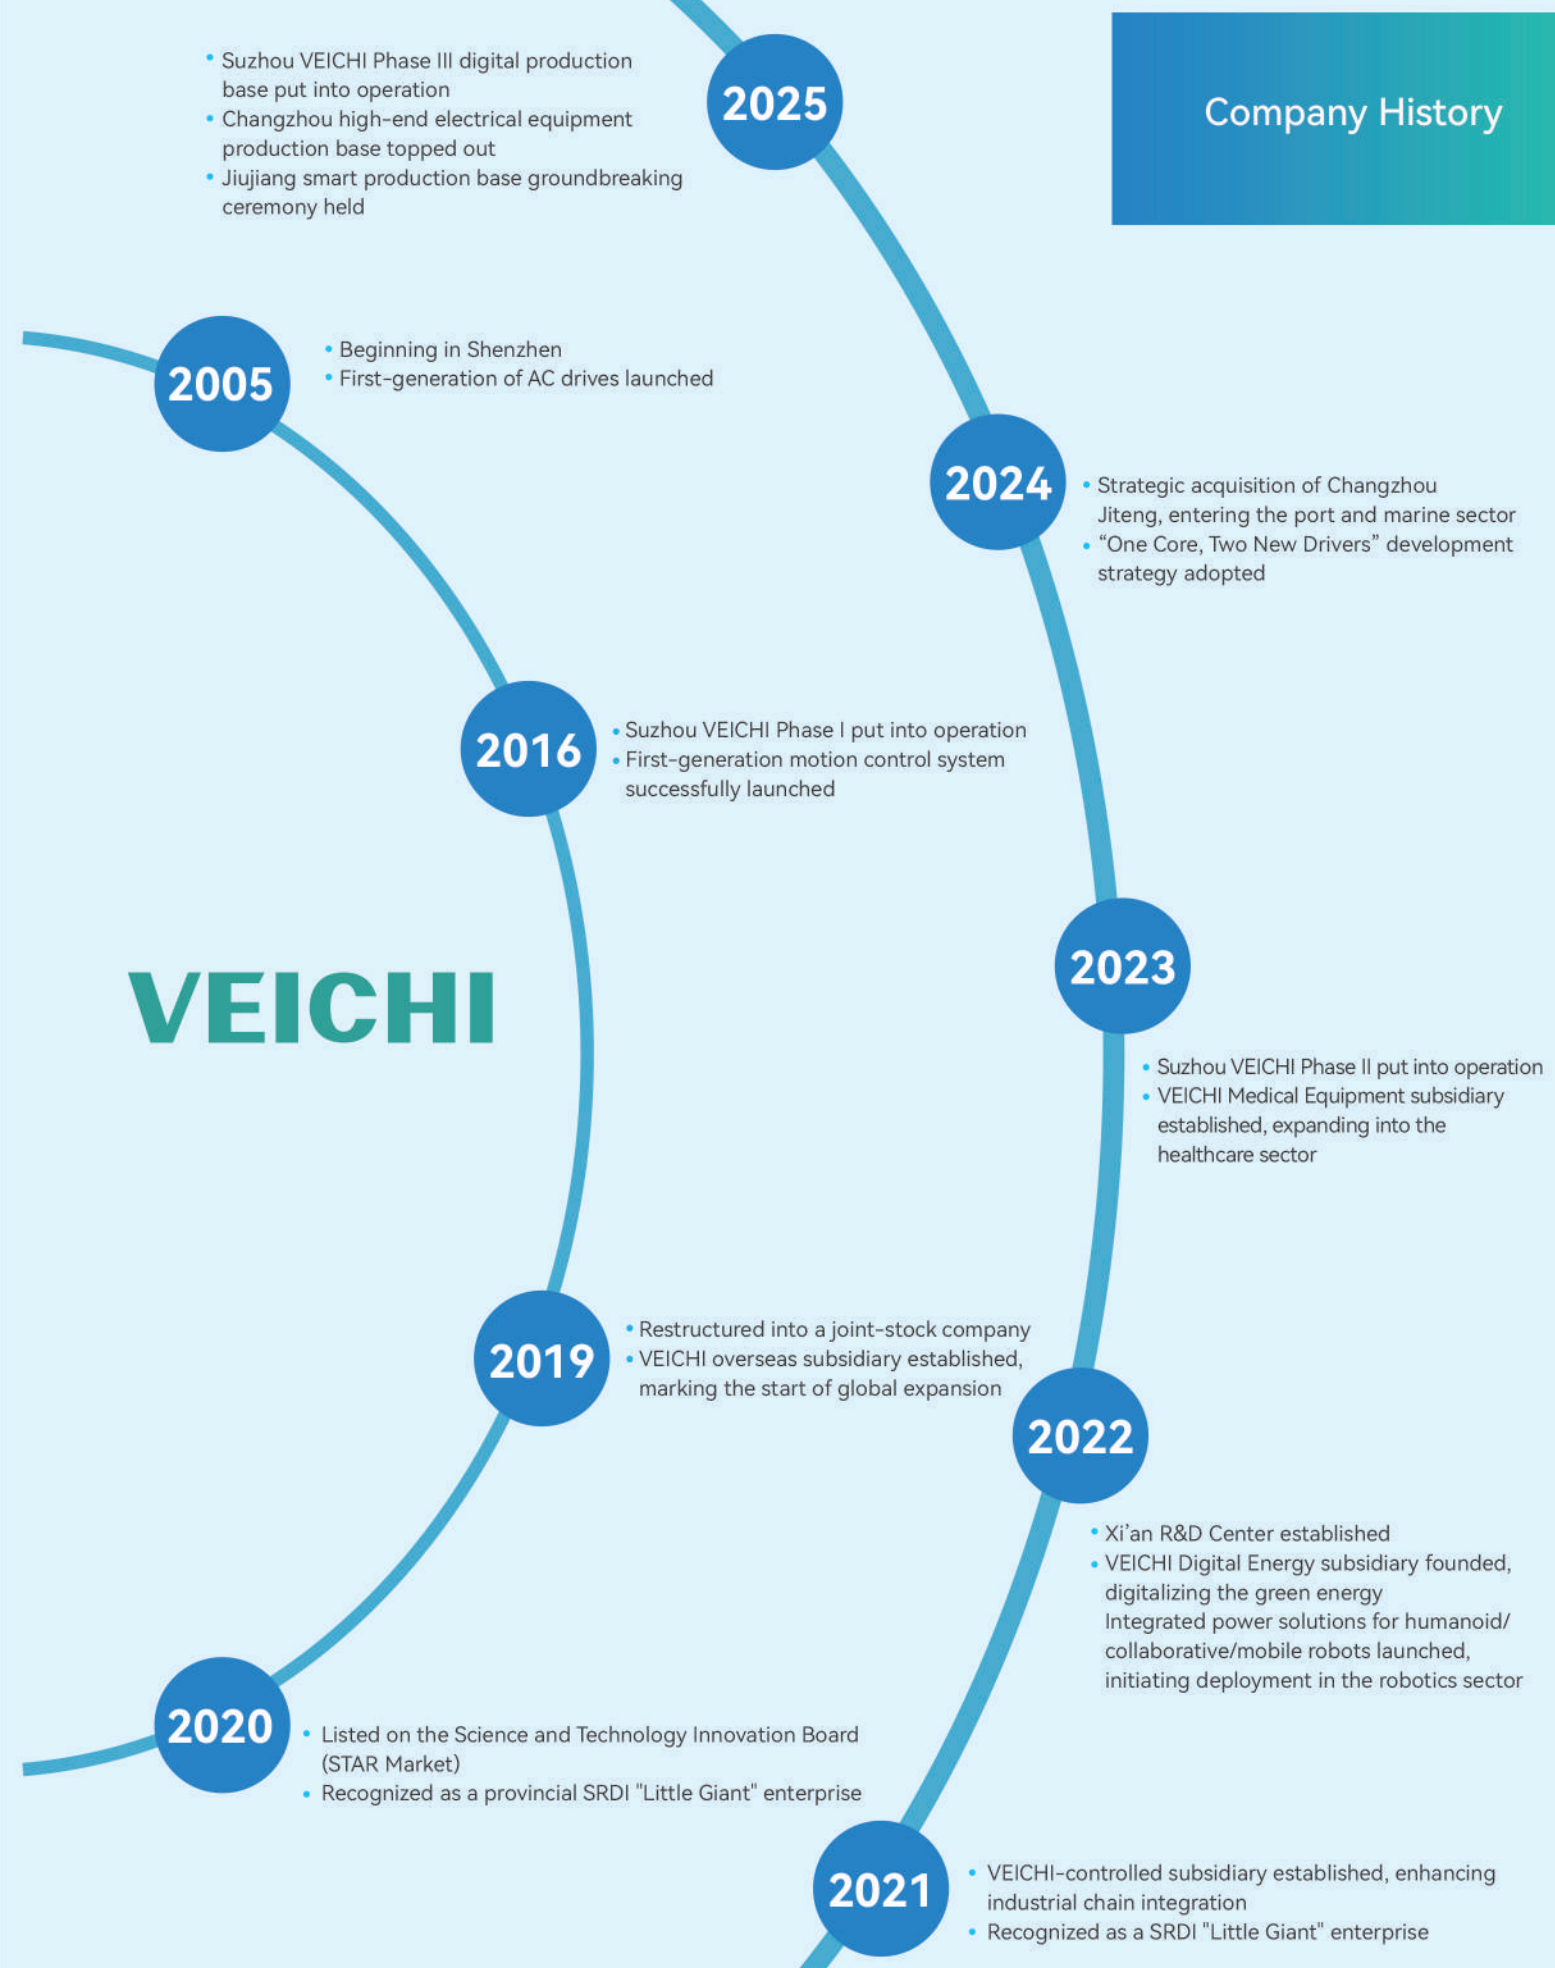 Company History
2025
• Suzhou VEICHI Phase III digital production
base put into operation
• Changzhou high-end electrical equipment
production base topped out
• Jiujiang smart production base groundbreaking
ceremony held
2005
• Beginning in Shenzhen
• First-generation of AC drives launched
2024
• Strategic acquisition of Changzhou
Jiteng, entering the port and marine sector
• “One Core, Two New Drivers” development
strategy adopted
2016
• Suzhou VEICHI Phase I put into operation
• First-generation motion control system
successfully launched
2023
VEICHI
• Suzhou VEICHI Phase II put into operation
• VEICHI Medical Equipment subsidiary
established, expanding into the
healthcare sector
2019
• Restructured into a joint-stock company
• VEICHI overseas subsidiary established,
marking the start of global expansion
2022
• Xi’an R&D Center established
• VEICHI Digital Energy subsidiary founded,
digitalizing the green energy
Integrated power solutions for humanoid/
collaborative/mobile robots launched,
initiating deployment in the robotics sector
2020
• Listed on the Science and Technology Innovation Board
(STAR Market)
• Recognized as a provincial SRDI "Little Giant" enterprise
2021
• VEICHI-controlled subsidiary established, enhancing
industrial chain integration
• Recognized as a SRDI "Little Giant" enterprise